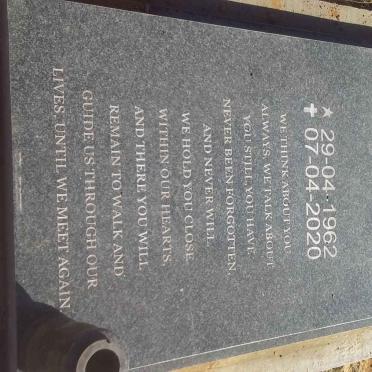 ★ 29-04-1962
✝ 07-04-2020
WE THINK ABOUT YOU
ALWAYS, WE TALK ABOUT
YOU STILL, YOU HAVE
NEVER BEEN FORGOTTEN,
AND NEVER WILL.
WE HOLD YOU CLOSE
WITHIN OUR HEARTS,
AND THERE YOU WILL
REMAIN TO WALK AND
GUIDE US THROUGH OUR
LIVES, UNTIL WE MEET AGAIN